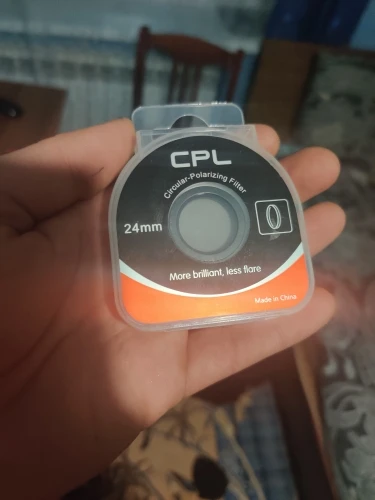 CPL
Circular-Polarizing Filter
24mm
More brilliant, less flare
Made in China